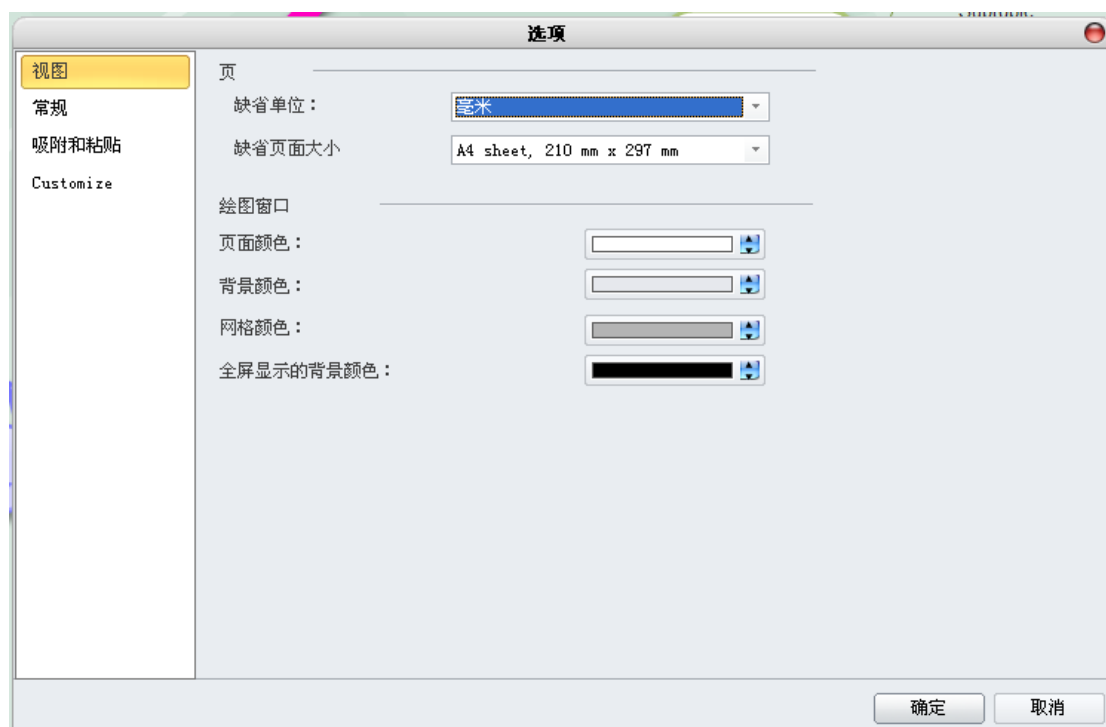 选项
视图
常规
吸附和粘贴
Customize
页
缺省单位：
毫米
缺省页面大小
A4 sheet, 210 mm x 297 mm
绘图窗口
页面颜色：
背景颜色：
网格颜色：
全屏显示的背景颜色：
确定
取消